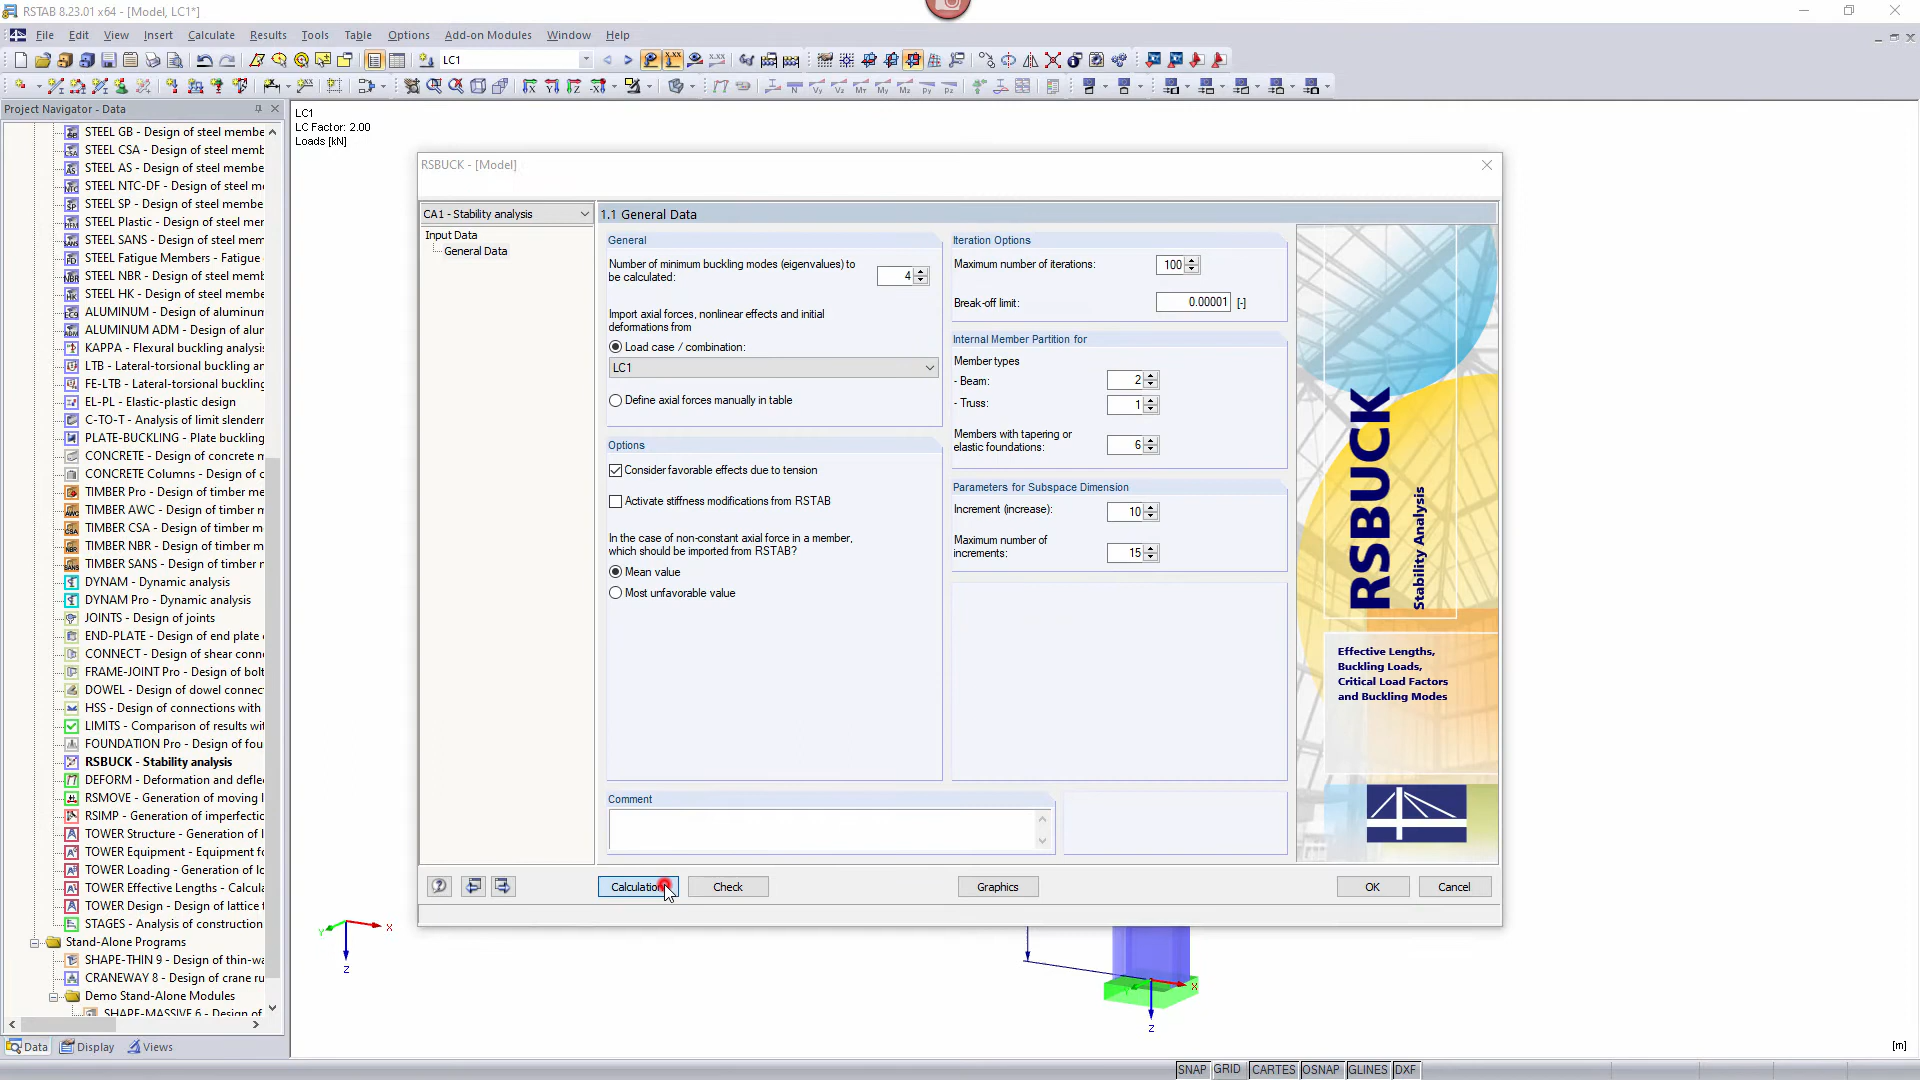 RSTAB 8.23.01 x64 - [Model, LC1*]
File Edit View Insert Calculate Results Tools Table Options Add-on Modules Window Help
LC1
Project Navigator - Data
STEEL GB - Design of steel membe
STEEL CSA - Design of steel memb
STEEL AS - Design of steel membe
STEEL NTC-DF - Design of steel me
STEEL SP - Design of steel membe
STEEL Plastic - Design of steel mer
STEEL SANS - Design of steel mem
STEEL Fatigue Members - Fatigue
STEEL NBR - Design of steel memb
STEEL HK - Design of steel membe
ALUMINUM - Design of aluminum
ALUMINUM ADM - Design of alur
KAPPA - Flexural buckling analysis
LTB - Lateral-torsional buckling an
FE-LTB - Lateral-torsional buckling
EL-PL - Elastic-plastic design
C-TO-T - Analysis of limit slendern
PLATE-BUCKLING - Plate buckling
CONCRETE - Design of concrete m
CONCRETE Columns - Design of c
TIMBER Pro - Design of timber me
TIMBER AWC - Design of timber m
TIMBER CSA - Design of timber m
TIMBER NBR - Design of timber m
TIMBER SANS - Design of timber r
DYNAM - Dynamic analysis
DYNAM Pro - Dynamic analysis
JOINTS - Design of joints
END-PLATE - Design of end plate c
CONNECT - Design of shear conn
FRAME-JOINT Pro - Design of bolt
DOWEL - Design of dowel connec
HSS - Design of connections with
LIMITS - Comparison of results wit
FOUNDATION Pro - Design of fou
RSBUCK - Stability analysis
DEFORM - Deformation and defle
RSMOVE - Generation of moving l
RSIMP - Generation of imperfectic
TOWER Structure - Generation of l
TOWER Equipment - Equipment fo
TOWER Loading - Generation of lo
TOWER Effective Lengths - Calcula
TOWER Design - Design of lattice t
STAGES - Analysis of construction
Stand-Alone Programs
SHAPE-THIN 9 - Design of thin-wa
CRANEWAY 8 - Design of crane ru
Demo Stand-Alone Modules
SHAPE-MASSIVE 6 - Design of
Data Display Views
LC1
LC Factor: 2.00
Loads [kN]
RSBUCK - [Model]
CA1 - Stability analysis
Input Data
General Data
1.1 General Data
General
Number of minimum buckling modes (eigenvalues) to
be calculated: 4
Import axial forces, nonlinear effects and initial
deformations from
Load case / combination:
LC1
Define axial forces manually in table
Options
Consider favorable effects due to tension
Activate stiffness modifications from RSTAB
In the case of non-constant axial force in a member,
which should be imported from RSTAB?
Mean value
Most unfavorable value
Iteration Options
Maximum number of iterations: 100
Break-off limit: 0.00001 [-]
Internal Member Partition for
Member types
- Beam: 2
- Truss: 1
Members with tapering or
elastic foundations: 6
Parameters for Subspace Dimension
Increment (increase): 10
Maximum number of
increments: 15
Comment
RSBUCK
Stability Analysis
Effective Lengths,
Buckling Loads,
Critical Load Factors
and Buckling Modes
Calculation Check Graphics OK Cancel
Y X
Z
X
Z
[m]
SNAP GRID CARTES OSNAP GLINES DXF